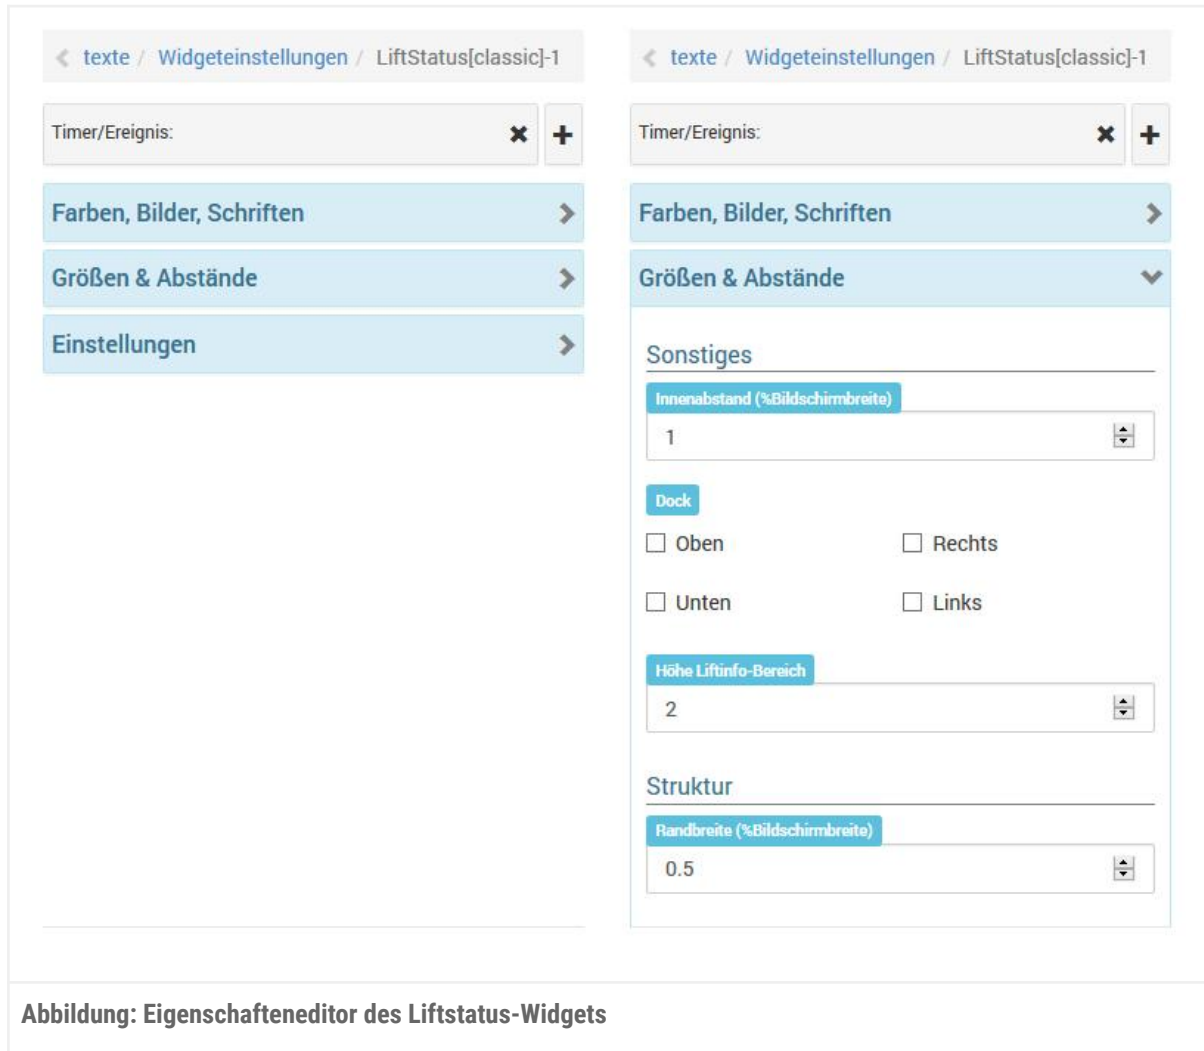 texte / Widgeteinstellungen / LiftStatus[classic]-1
Timer/Ereignis:
Farben, Bilder, Schriften
Größen & Abstände
Einstellungen
texte / Widgeteinstellungen / LiftStatus[classic]-1
Timer/Ereignis:
Farben, Bilder, Schriften
Größen & Abstände
Sonstiges
Innenabstand (%Bildschirmbreite)
1
Dock
Oben Rechts
Unten Links
Höhe Liftinfo-Bereich
2
Struktur
Randbreite (%Bildschirmbreite)
0.5
Abbildung: Eigenschafteneditor des Liftstatus-Widgets